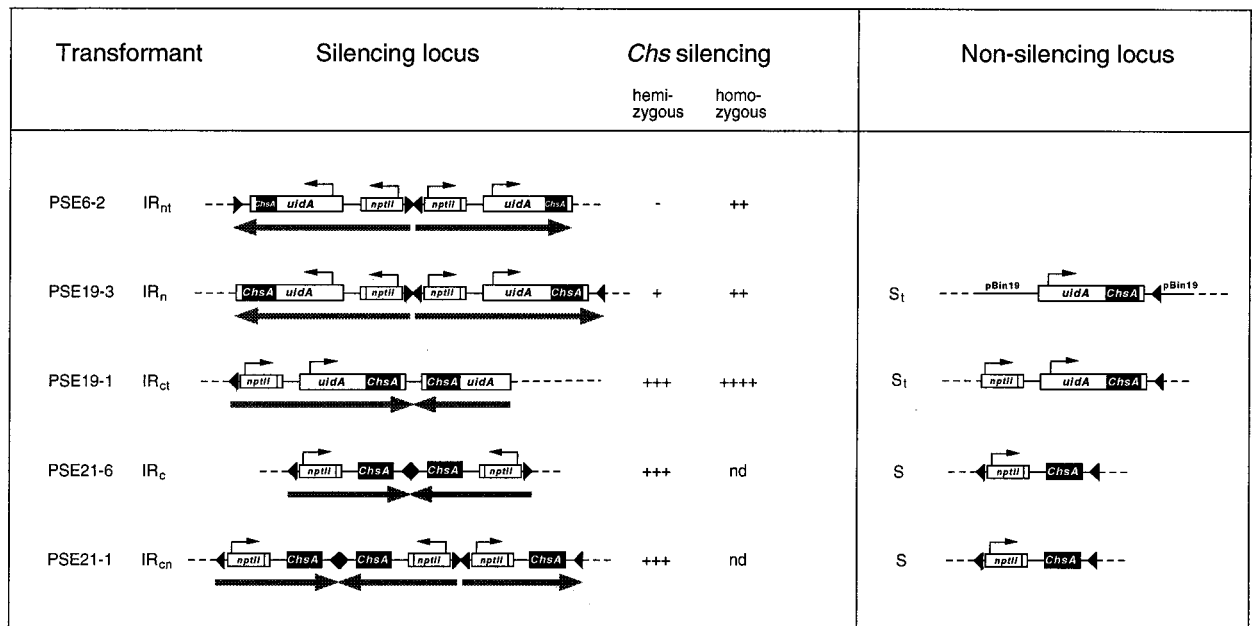 Transformant Silencing locus Chs silencing Non-silencing locus
hemi- homo-
zygous zygous
PSE6-2 IRnt ChsA uidA nptII nptII uidA ChsA - ++
PSE19-3 IRn ChsA uidA nptII nptII uidA ChsA + ++ St pBin19 uidA ChsA pBin19
PSE19-1 IRct nptII uidA ChsA ChsA uidA +++ ++++ St nptII uidA ChsA
PSE21-6 IRc nptII ChsA ChsA nptII +++ nd S nptII ChsA
PSE21-1 IRcn nptII ChsA ChsA nptII nptII ChsA +++ nd S nptII ChsA